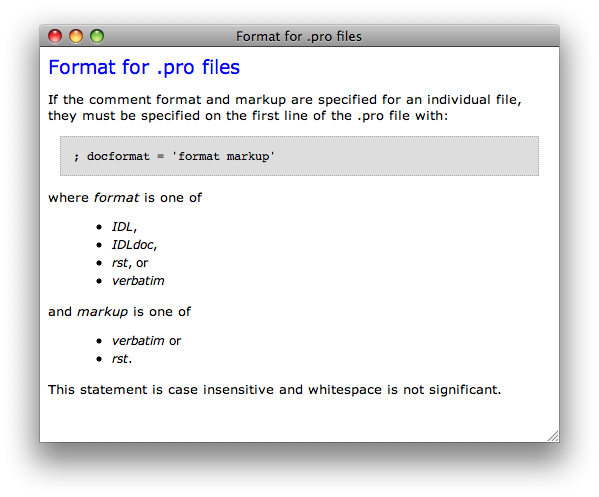 Format for .pro files
Format for .pro files
If the comment format and markup are specified for an individual file,
they must be specified on the first line of the .pro file with:
; docformat = 'format markup'
where format is one of
• IDL,
• IDLdoc,
• rst, or
• verbatim
and markup is one of
• verbatim or
• rst.
This statement is case insensitive and whitespace is not significant.